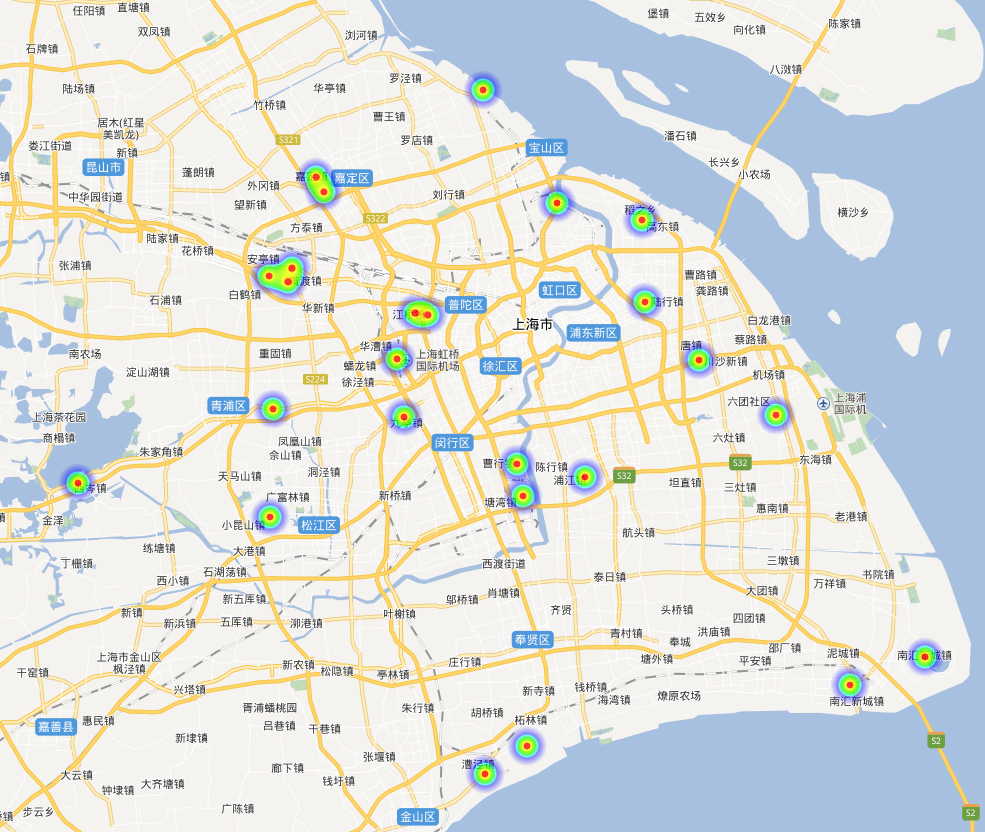 任阳镇
直塘镇
双凤镇
浏河镇
堡镇
五效乡
向化镇
陈家镇
石牌镇
陆场镇
竹桥镇
华亭镇
罗泾镇
八滧镇
居木(红星
美凯龙)
曹王镇
罗店镇
潘石镇
娄江街道
新镇
S321
宝山区
长兴乡
小农场
昆山市
蓬朗镇
外冈镇
嘉定区
刘行镇
中华园街道
望新镇
S322
横沙乡
高东镇
陆家镇
花桥镇
方泰镇
安亭镇
张浦镇
白鹤镇
石浦镇
华新镇
普陀区
虹口区
曹路镇
龚路镇
上海市
浦东新区
白龙港镇
南农场
重固镇
华漕镇
上海虹桥
国际机场
蟠龙镇
徐泾镇
徐汇区
唐镇
蔡路镇
机场镇
淀山湖镇
S224
青浦区
六团社区
上海浦
国际机
上海茶花园
商榻镇
朱家角镇
凤凰山镇
佘山镇
闵行区
六灶镇
东海镇
天马山镇
洞泾镇
陈行镇
S32
S32
坦直镇
三灶镇
金泽
广富林镇
新桥镇
塘湾镇
惠南镇
老港镇
小昆山镇
松江区
航头镇
练塘镇
大港镇
丁栅镇
西渡街道
三墩镇
西小镇
石湖荡镇
泰日镇
书院镇
万祥镇
大团镇
新五厍镇
邬桥镇
肖塘镇
齐贤
头桥镇
四团镇
新镇
新浜镇
五厍镇
泖港镇
叶榭镇
奉贤区
青村镇
奉城
洪庙镇
邵厂镇
泥城镇
上海市金山区
枫泾镇
干窑镇
新农镇
松隐镇
亭林镇
庄行镇
塘外镇
平安镇
兴塔镇
新寺镇
钱桥镇
海湾镇
燎原农场
南汇新城镇
胥浦蟠桃园
吕巷镇
干巷镇
朱行镇
胡桥镇
柘林镇
嘉善县
惠民镇
新埭镇
S2
张堰镇
漕泾镇
大云镇
大齐塘镇
钟埭镇
廊下镇
钱圩镇
步云乡
广陈镇
金山区
S2